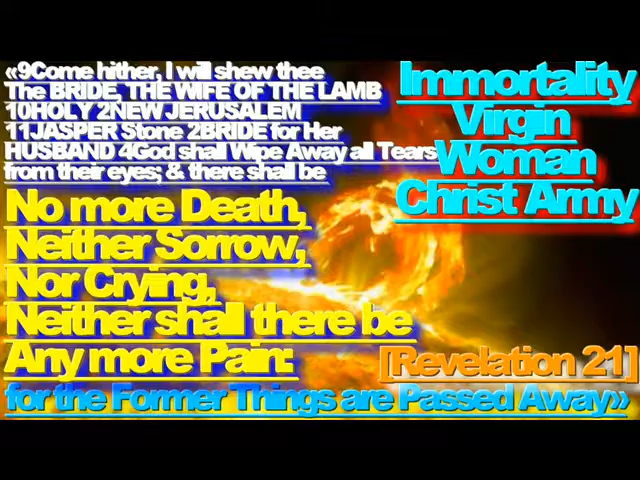 «9Come hither, I will shew thee
The BRIDE, THE WIFE OF THE LAMB
10HOLY 2NEW JERUSALEM
11JASPER Stone 2BRIDE for Her
HUSBAND 4God shall Wipe Away all Tears
from their eyes; & there shall be
No more Death,
Neither Sorrow,
Nor Crying,
Neither shall there be
Any more Pain:
for the Former Things are Passed Away»
Immortality
Virgin
Woman
Christ Army
[Revelation 21]